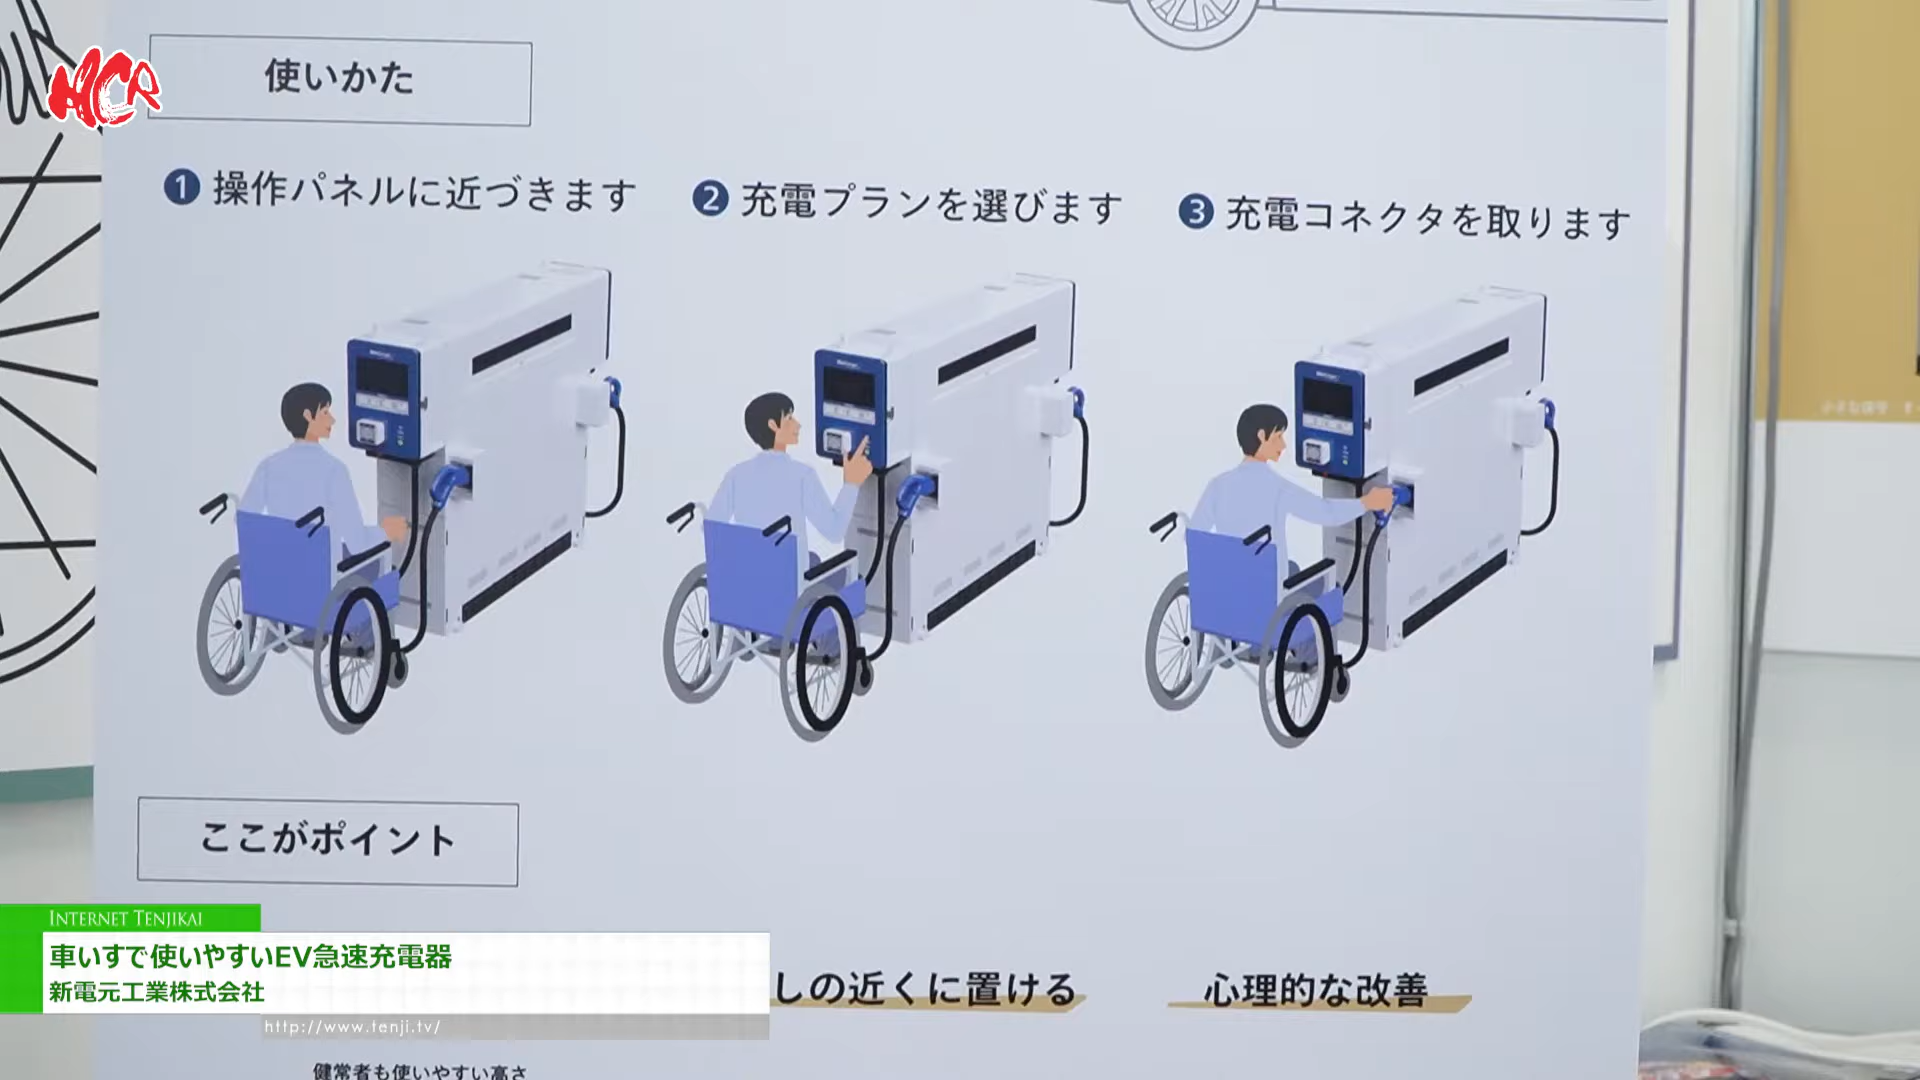 HCR
使いかた
❶ 操作パネルに近づきます
❷ 充電プランを選びます
❸ 充電コネクタを取ります
ここがポイント
INTERNET TENJIKAI
車いすで使いやすいEV急速充電器
新電元工業株式会社
http://www.tenji.tv/
しの近くに置ける
心理的な改善
健常者も使いやすい高さ